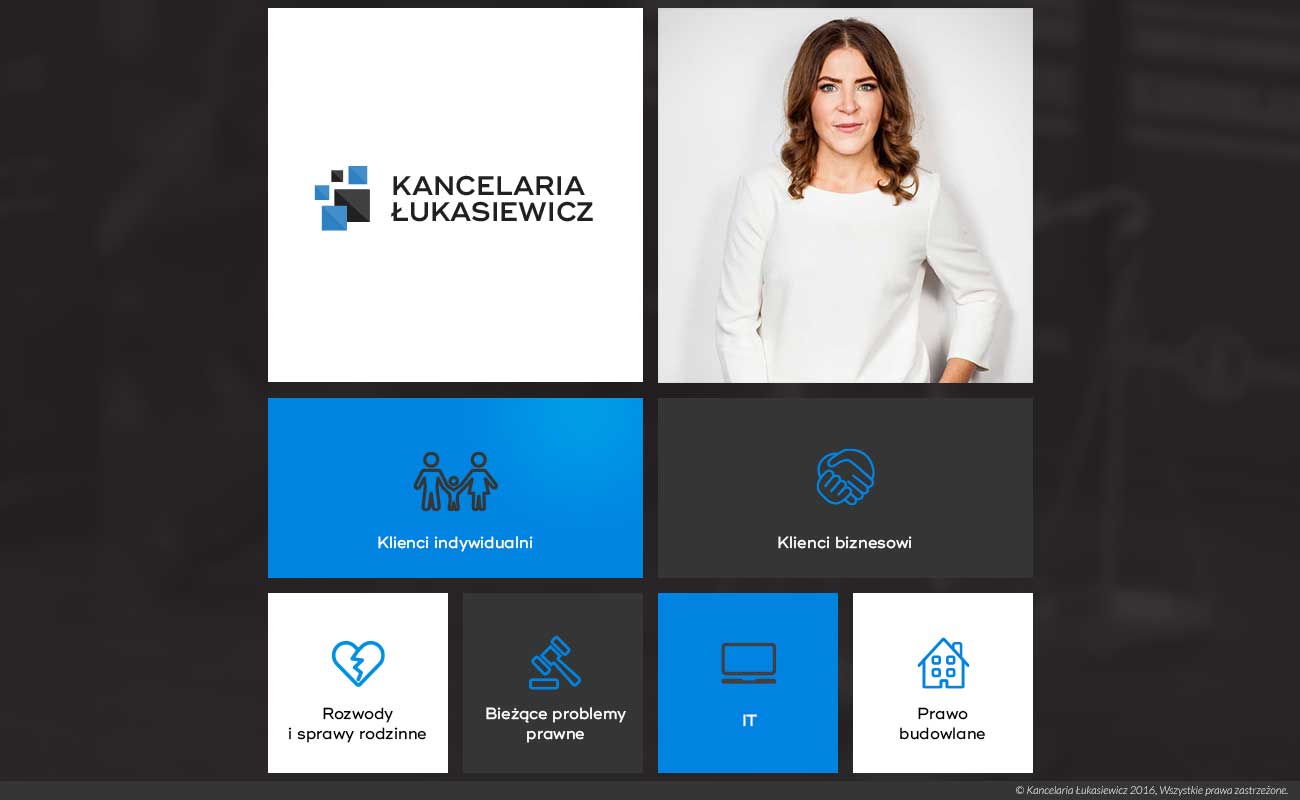 KANCELARIA
ŁUKASIEWICZ
Klienci indywidualni
Klienci biznesowi
Rozwody
i sprawy rodzinne
Bieżące problemy
prawne
IT
Prawo
budowlane
© Kancelaria Łukasiewicz 2016, Wszystkie prawa zastrzeżone.